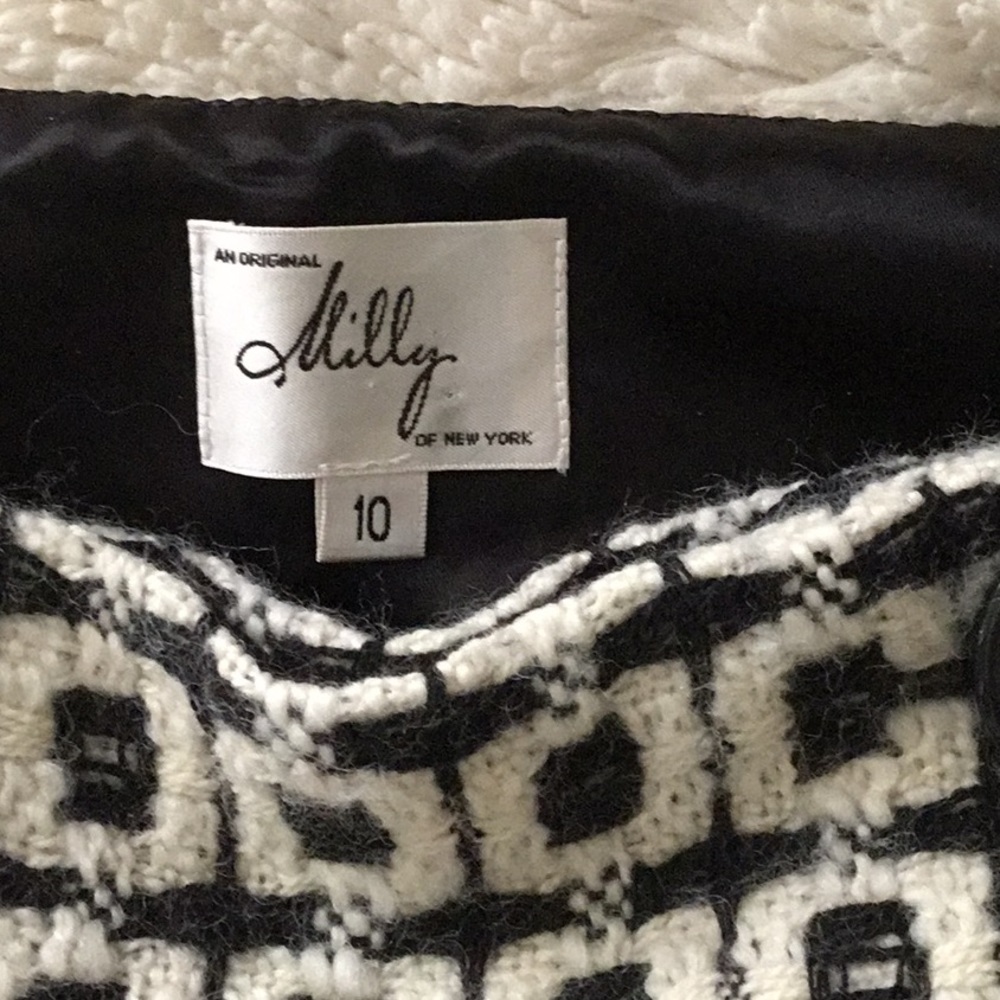 AN ORIGINAL
Milly
OF NEW YORK
10